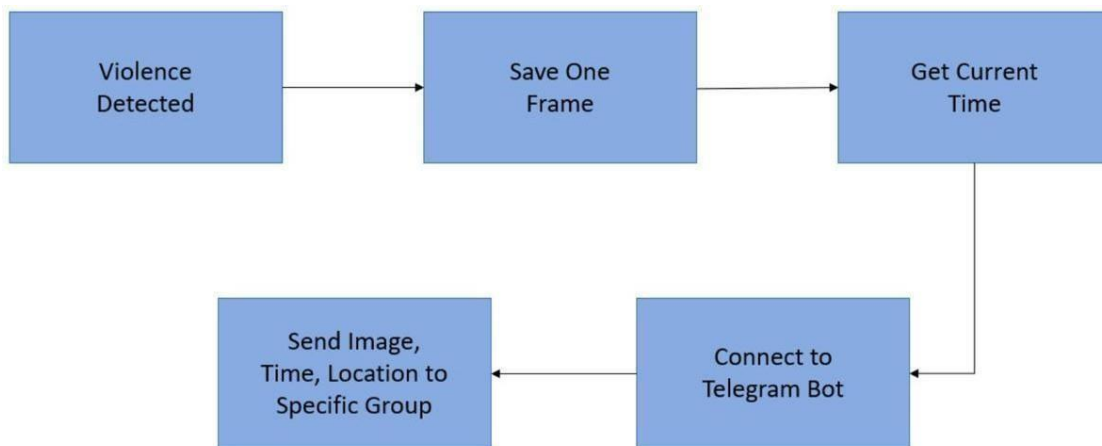 Violence
Detected
Save One
Frame
Get Current
Time
Connect to
Telegram Bot
Send Image,
Time, Location to
Specific Group